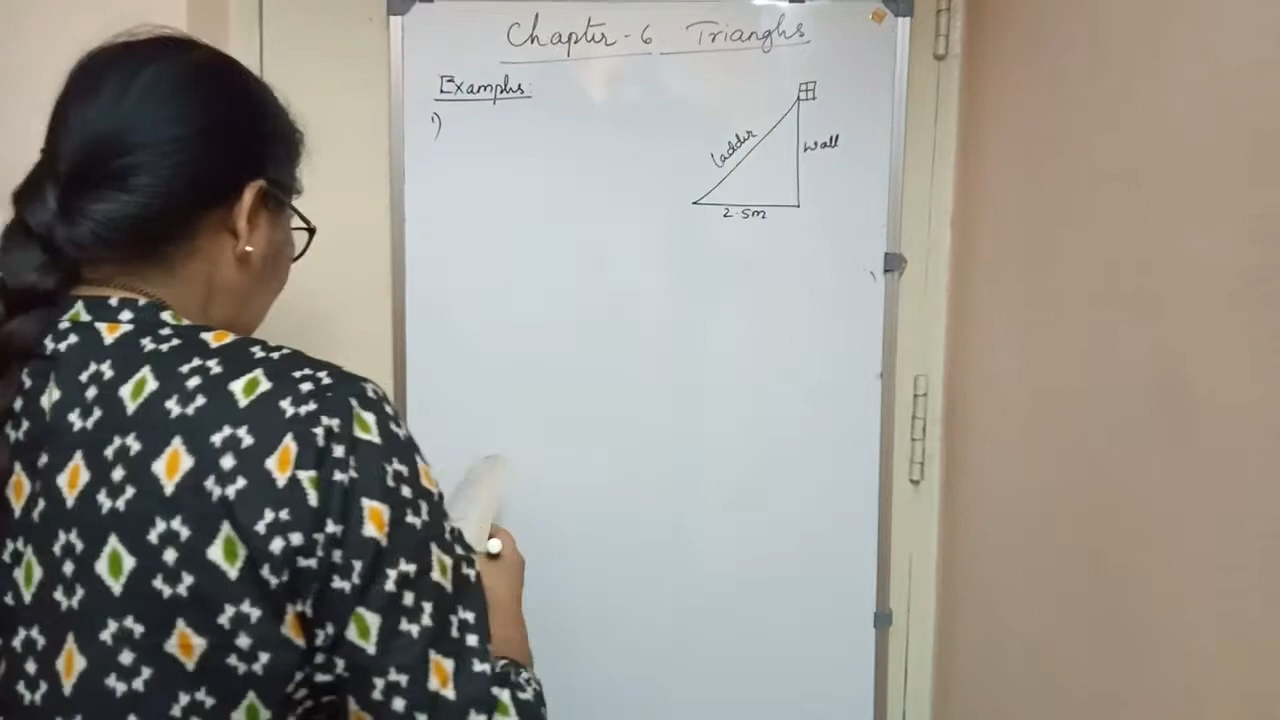 Chapter - 6 Triangles
Examples:
1)
ladder
wall
2.5m